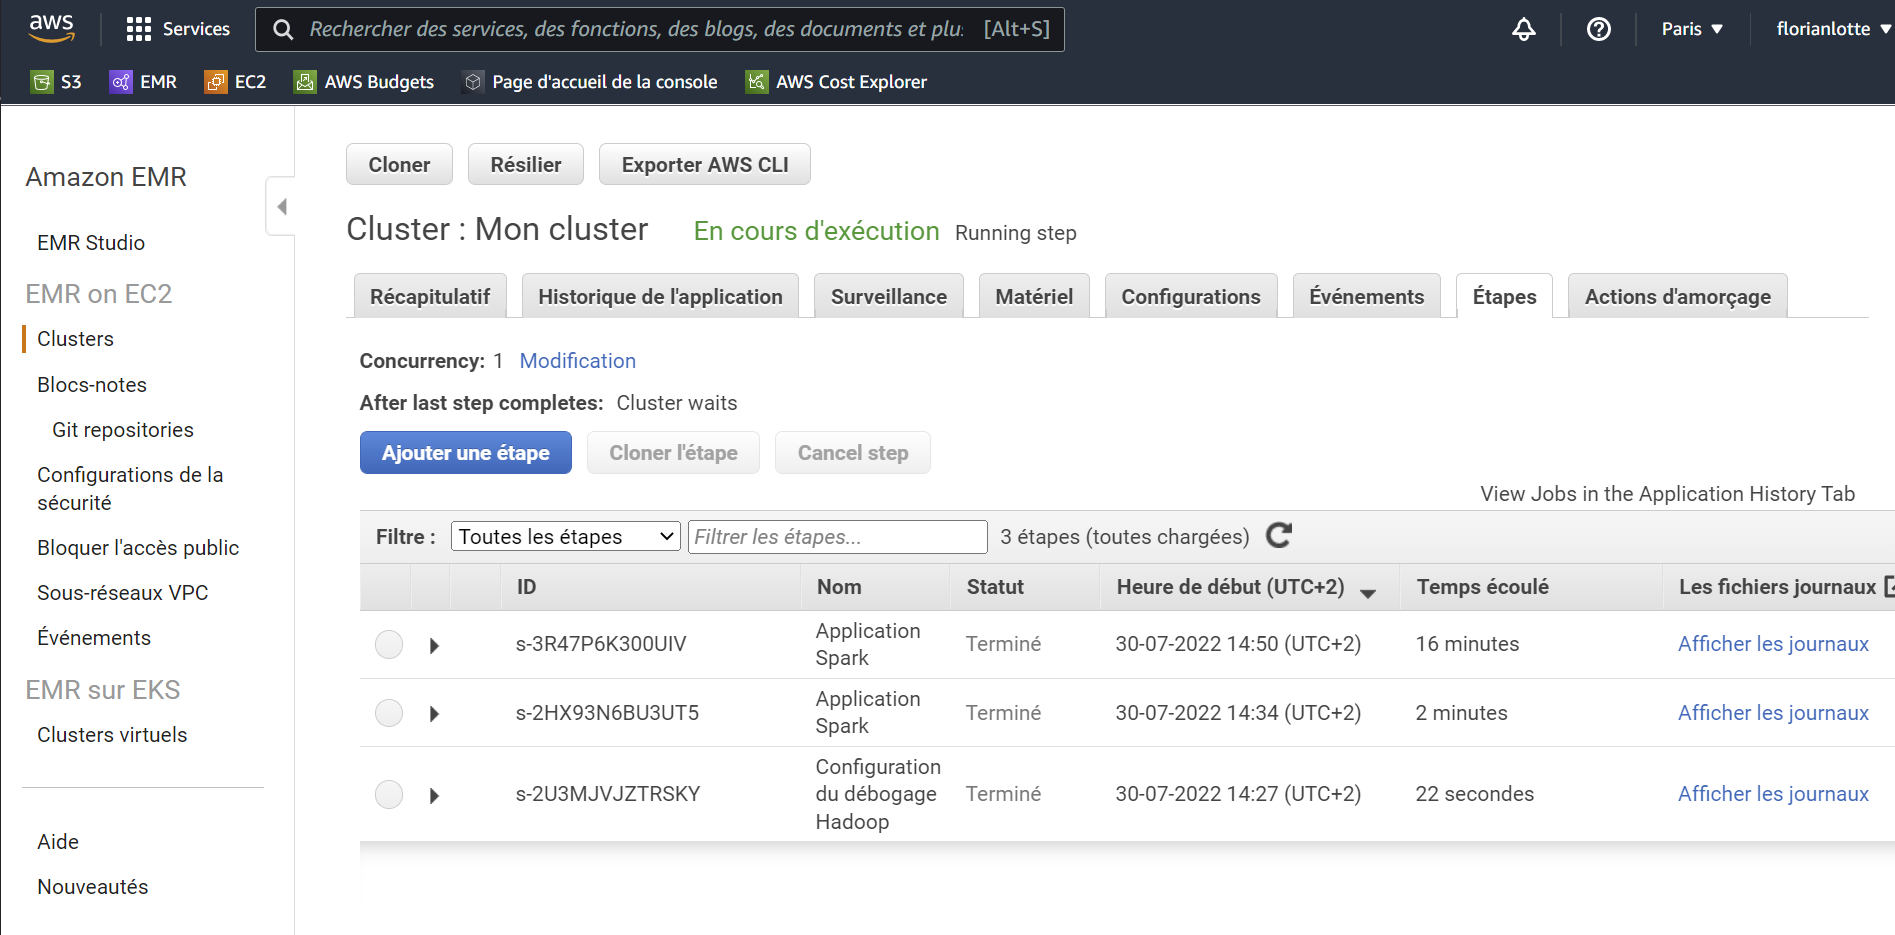 aws Services Rechercher des services, des fonctions, des blogs, des documents et plu: [Alt+S] Paris florianlotte
S3 EMR EC2 AWS Budgets Page d'accueil de la console AWS Cost Explorer
Amazon EMR
EMR Studio
EMR on EC2
Clusters
Blocs-notes
Git repositories
Configurations de la
sécurité
Bloquer l'accès public
Sous-réseaux VPC
Événements
EMR sur EKS
Clusters virtuels
Aide
Nouveautés
Cloner Résilier Exporter AWS CLI
Cluster : Mon cluster En cours d'exécution Running step
Récapitulatif Historique de l'application Surveillance Matériel Configurations Événements Étapes Actions d'amorçage
Concurrency: 1 Modification
After last step completes: Cluster waits
Ajouter une étape Cloner l'étape Cancel step
View Jobs in the Application History Tab
Filtre : Toutes les étapes Filtrer les étapes... 3 étapes (toutes chargées)
ID Nom Statut Heure de début (UTC+2) Temps écoulé Les fichiers journaux
s-3R47P6K300UIV Application Spark Terminé 30-07-2022 14:50 (UTC+2) 16 minutes Afficher les journaux
s-2HX93N6BU3UT5 Application Spark Terminé 30-07-2022 14:34 (UTC+2) 2 minutes Afficher les journaux
s-2U3MJVJZTRSKY Configuration du débogage Hadoop Terminé 30-07-2022 14:27 (UTC+2) 22 secondes Afficher les journaux